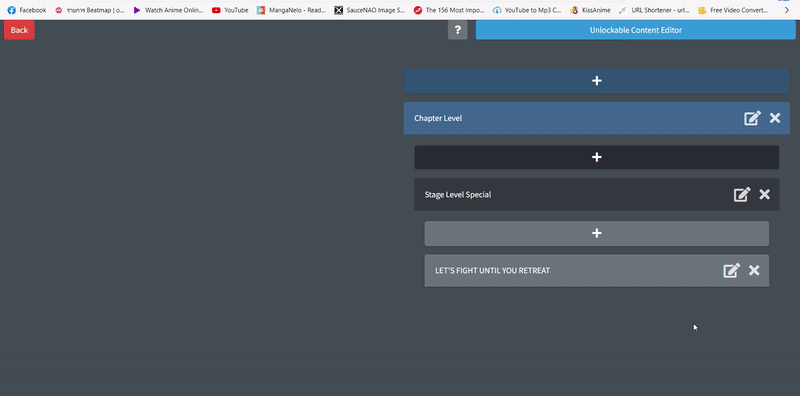 Facebook รายการ Beatmap | o... Watch Anime Onlin... YouTube MangaNelo - Read... SauceNAO Image S... The 156 Most Impo... YouTube to Mp3 C... KissAnime URL Shortener - url... Free Video Convert...
Back ? Unlockable Content Editor
+
Chapter Level
+
Stage Level Special
+
LET'S FIGHT UNTIL YOU RETREAT